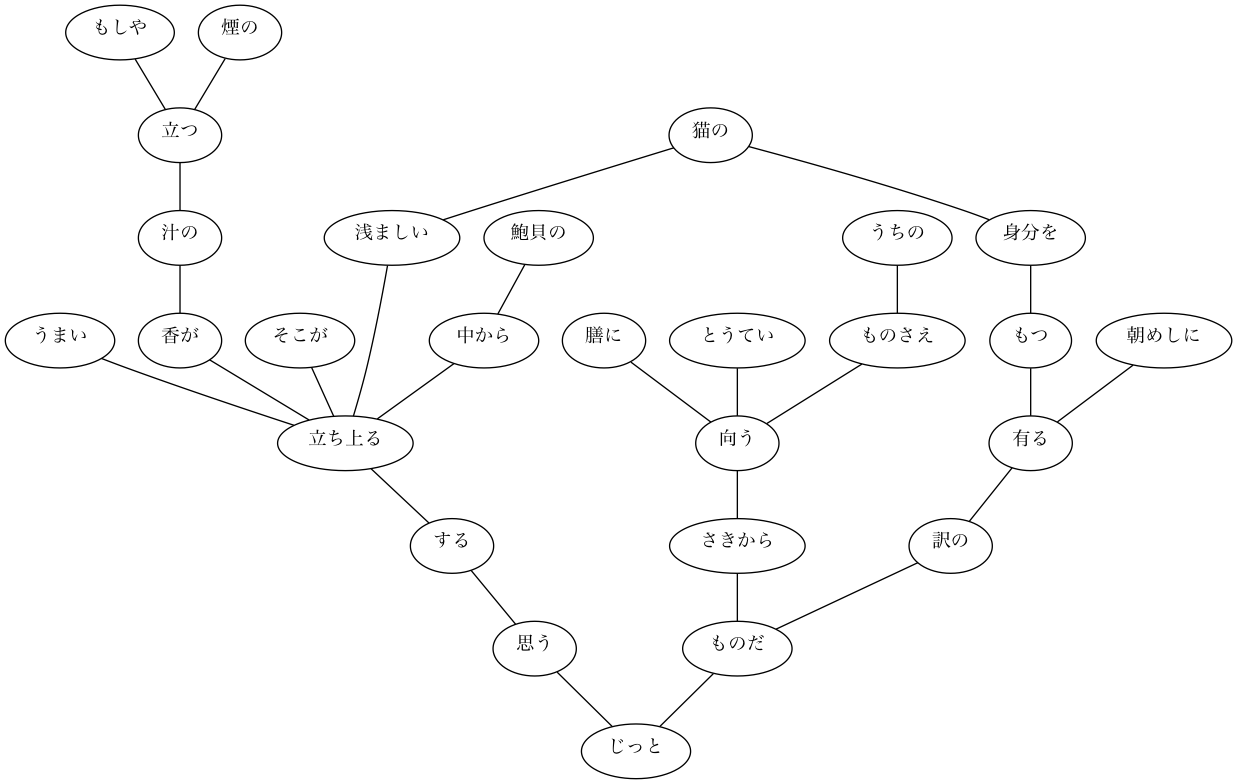 もしや
煙の
立つ
猫の
汁の
浅ましい
鮑貝の
うちの
身分を
うまい
香が
そこが
中から
膳に
とうてい
ものさえ
もつ
朝めしに
立ち上る
向う
有る
する
さきから
訳の
思う
ものだ
じっと